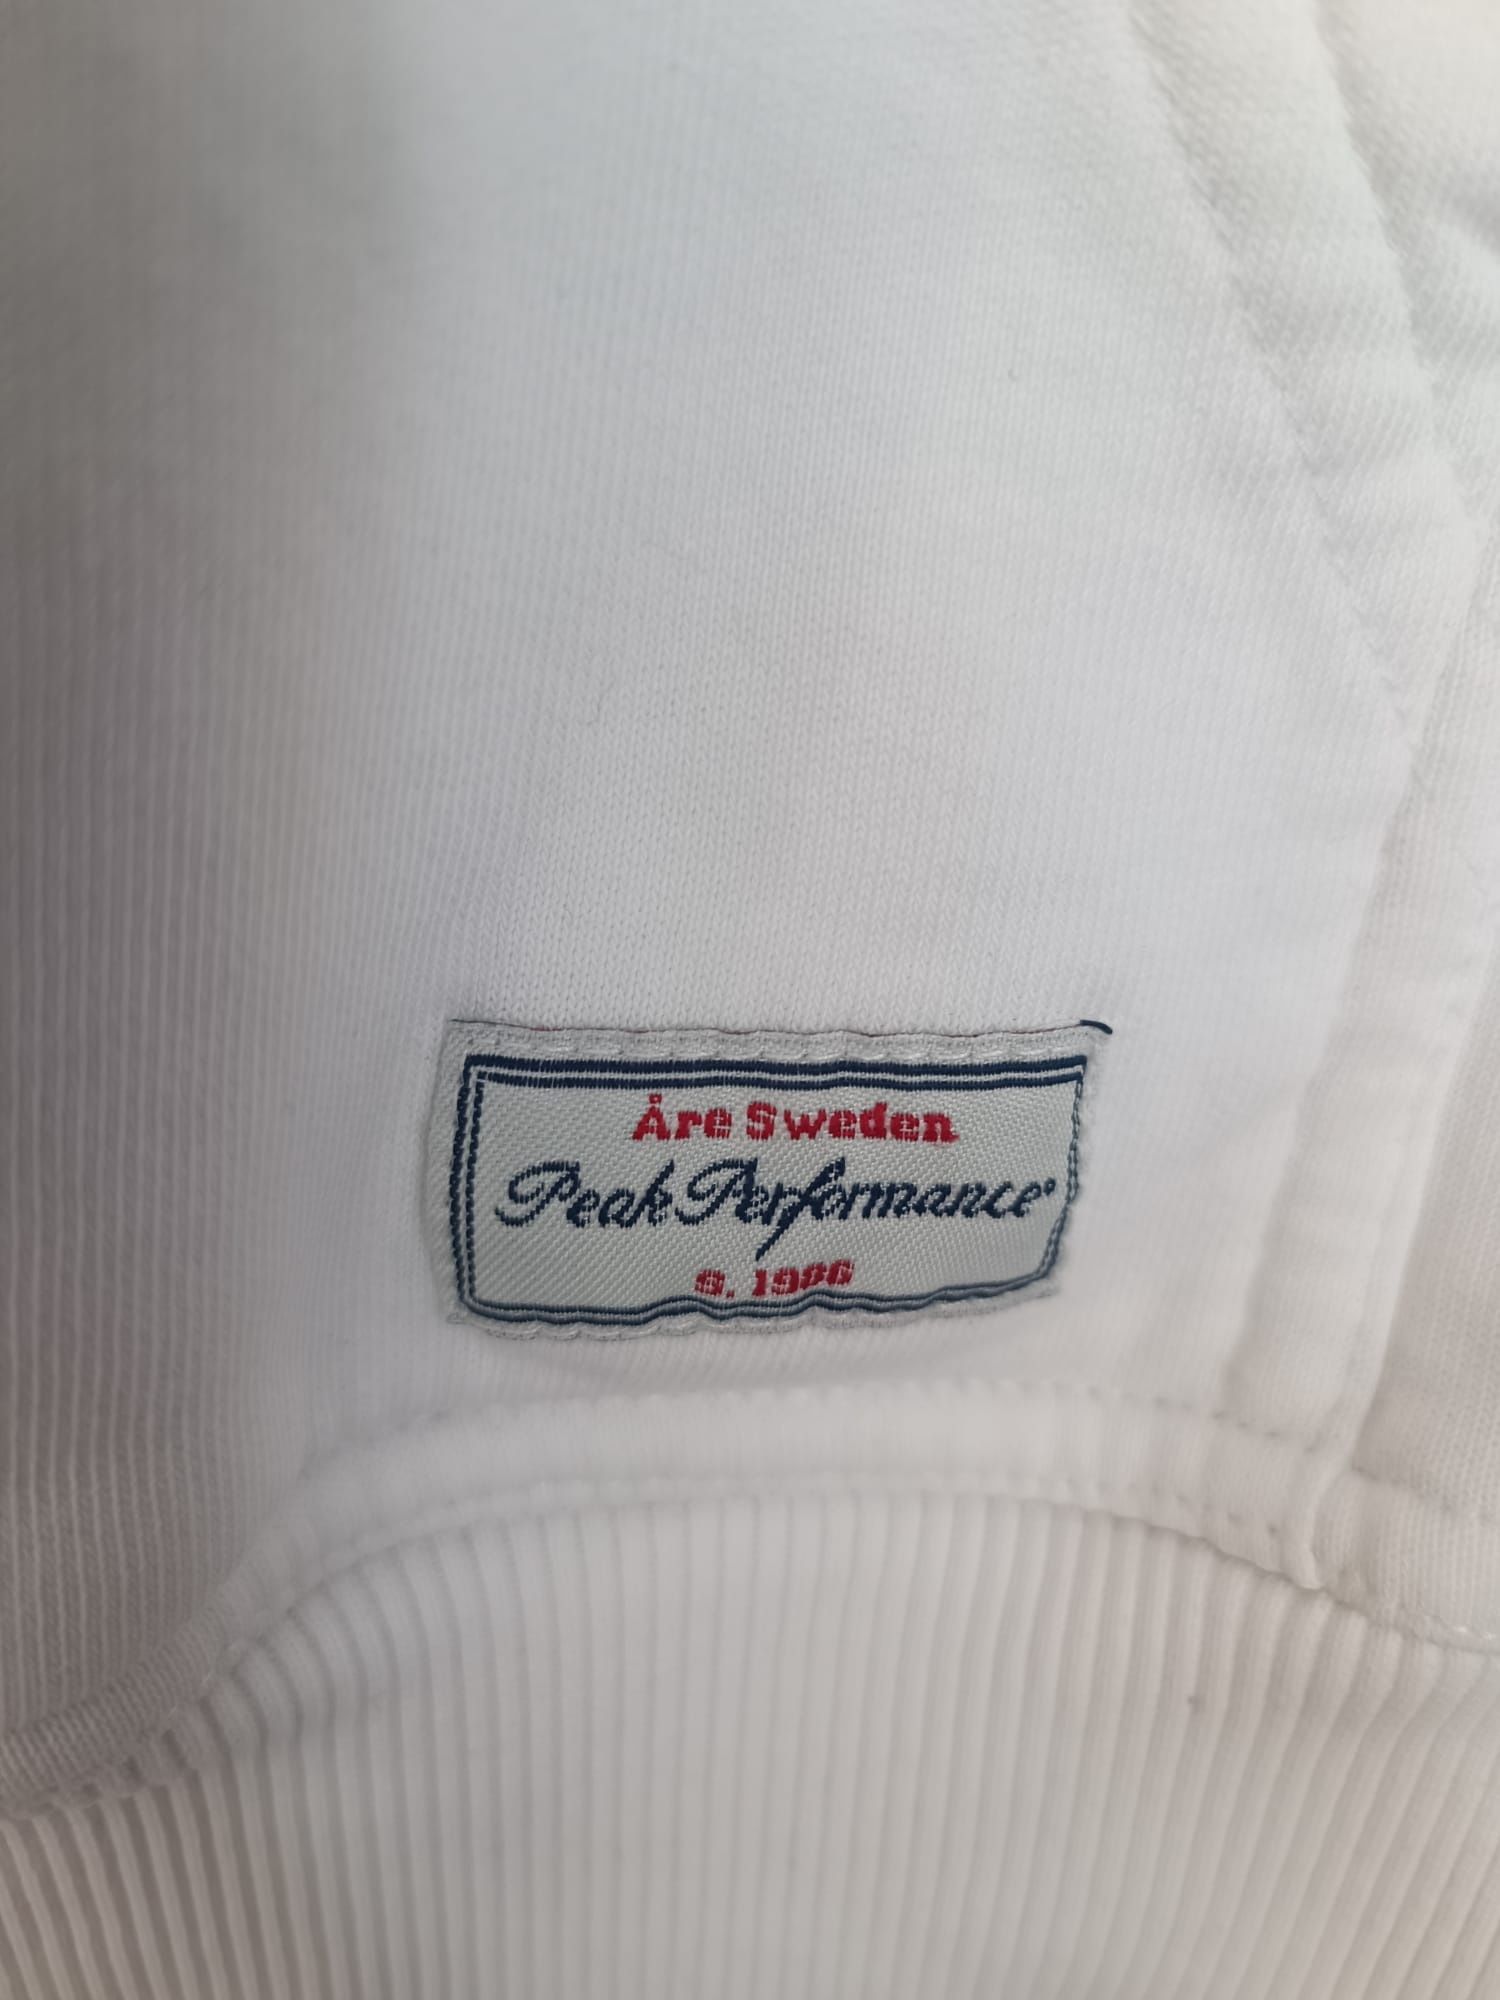 Åre Sweden
Peak Performance®
S. 1986